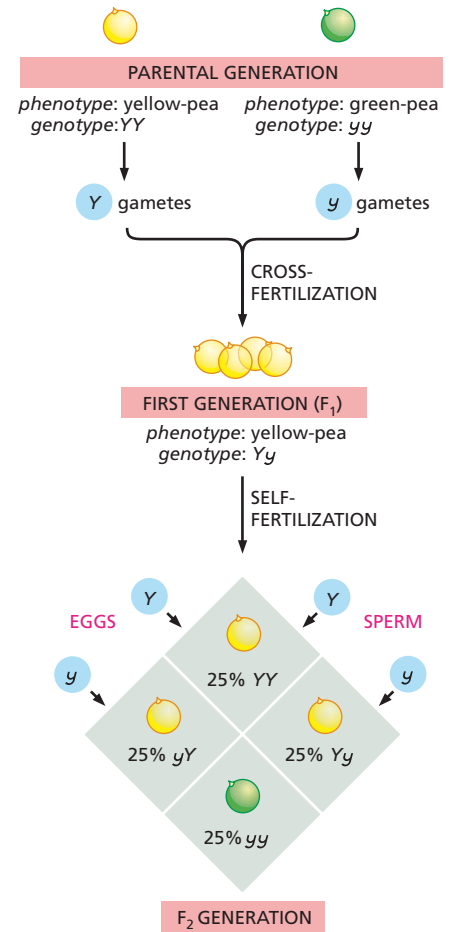 PARENTAL GENERATION
phenotype: yellow-pea
genotype:YY
phenotype: green-pea
genotype: yy
Y gametes
y gametes
CROSS-
FERTILIZATION
FIRST GENERATION (F₁)
phenotype: yellow-pea
genotype: Yy
SELF-
FERTILIZATION
Y
Y
EGGS
SPERM
y
y
25% YY
25% yY
25% Yy
25% yy
F₂ GENERATION